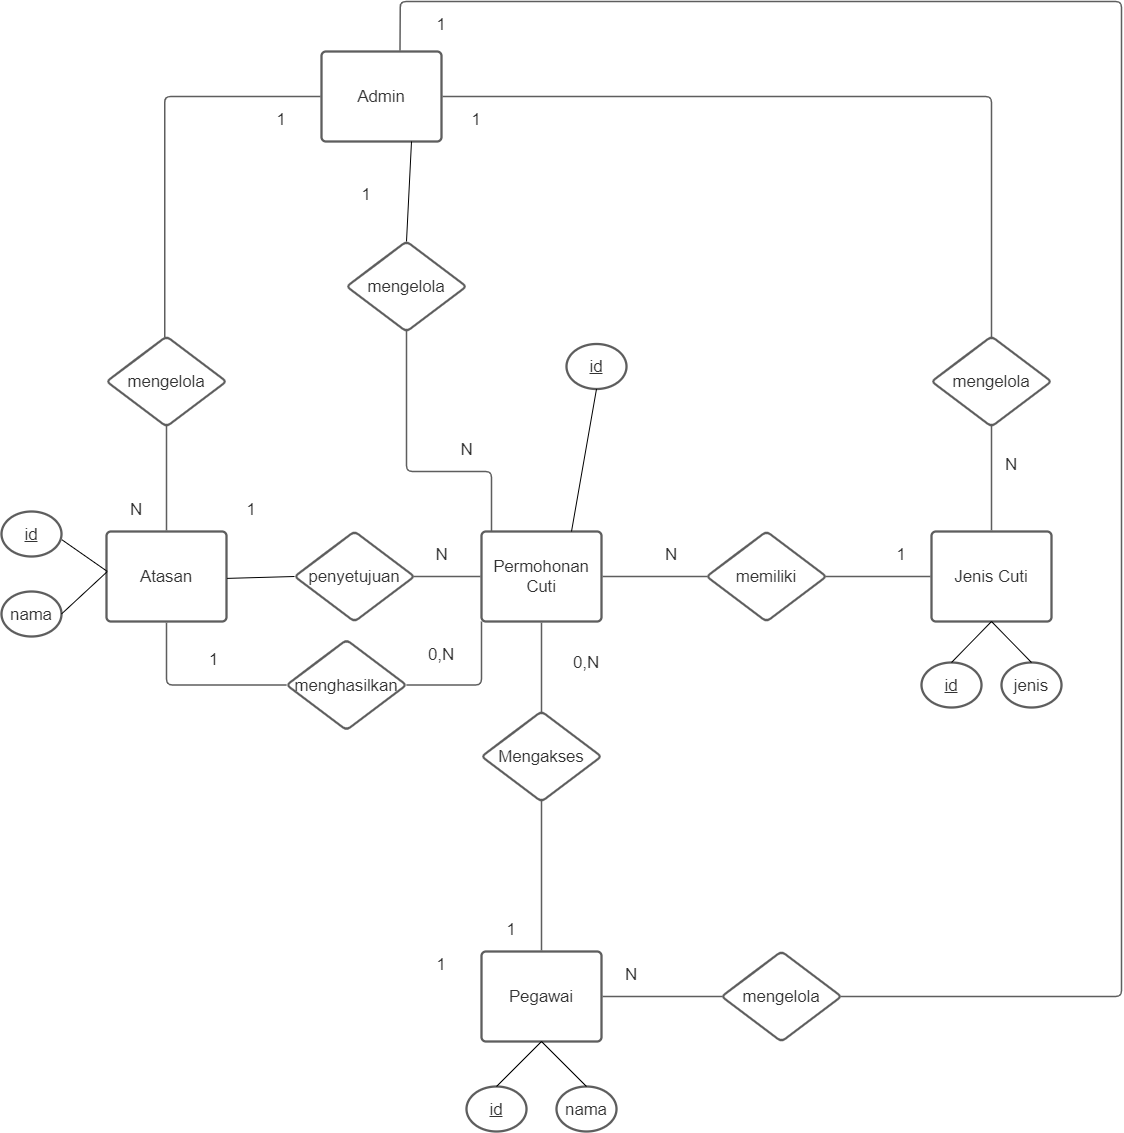 1
Admin
1
1
1
mengelola
id
mengelola
mengelola
N
N
N
1
id
N
N
1
Atasan
penyetujuan
Permohonan
Cuti
memiliki
Jenis Cuti
nama
1
0,N
0,N
menghasilkan
id
jenis
Mengakses
1
1
N
Pegawai
mengelola
id
nama